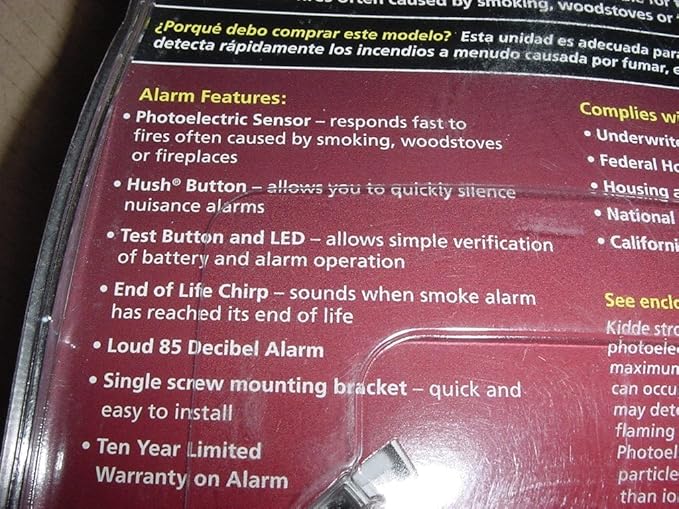 often caused by smoking, woodstoves or
¿Porqué debo comprar este modelo? Esta unidad es adecuada para
detecta rápidamente los incendios a menudo causada por fumar, e
Alarm Features:
• Photoelectric Sensor – responds fast to
fires often caused by smoking, woodstoves
or fireplaces
• Hush® Button – allows you to quickly silence
nuisance alarms
• Test Button and LED – allows simple verification
of battery and alarm operation
• End of Life Chirp – sounds when smoke alarm
has reached its end of life
• Loud 85 Decibel Alarm
• Single screw mounting bracket – quick and
easy to install
• Ten Year Limited
Warranty on Alarm
Complies wi
• Underwrite
• Federal Ho
• Housing a
• National
• Californi
See enclo
Kidde stro
photoelec
maximum
can occu
may dete
flaming
Photoel
particle
than io